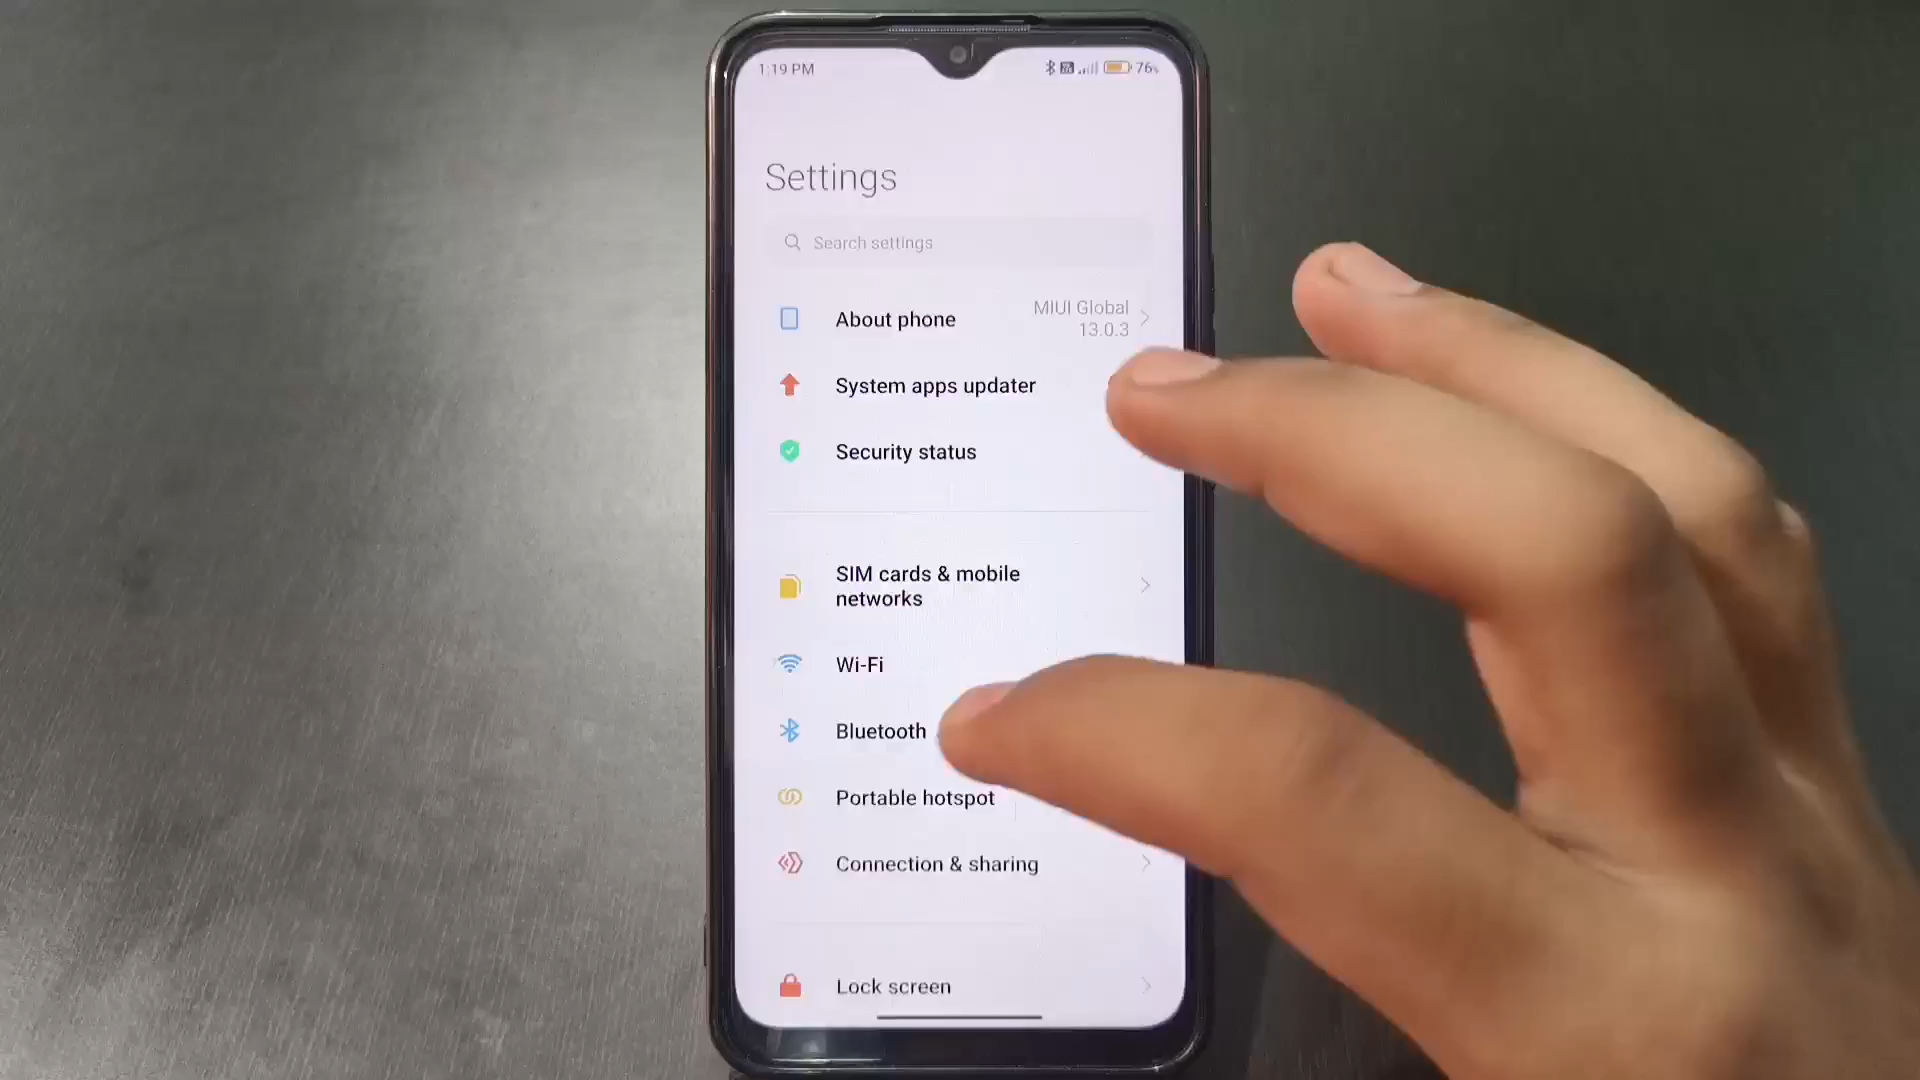 1:19 PM
76%
Settings
Search settings
About phone
MIUI Global
13.0.3
System apps updater
Security status
SIM cards & mobile
networks
Wi-Fi
Bluetooth
Portable hotspot
Connection & sharing
Lock screen